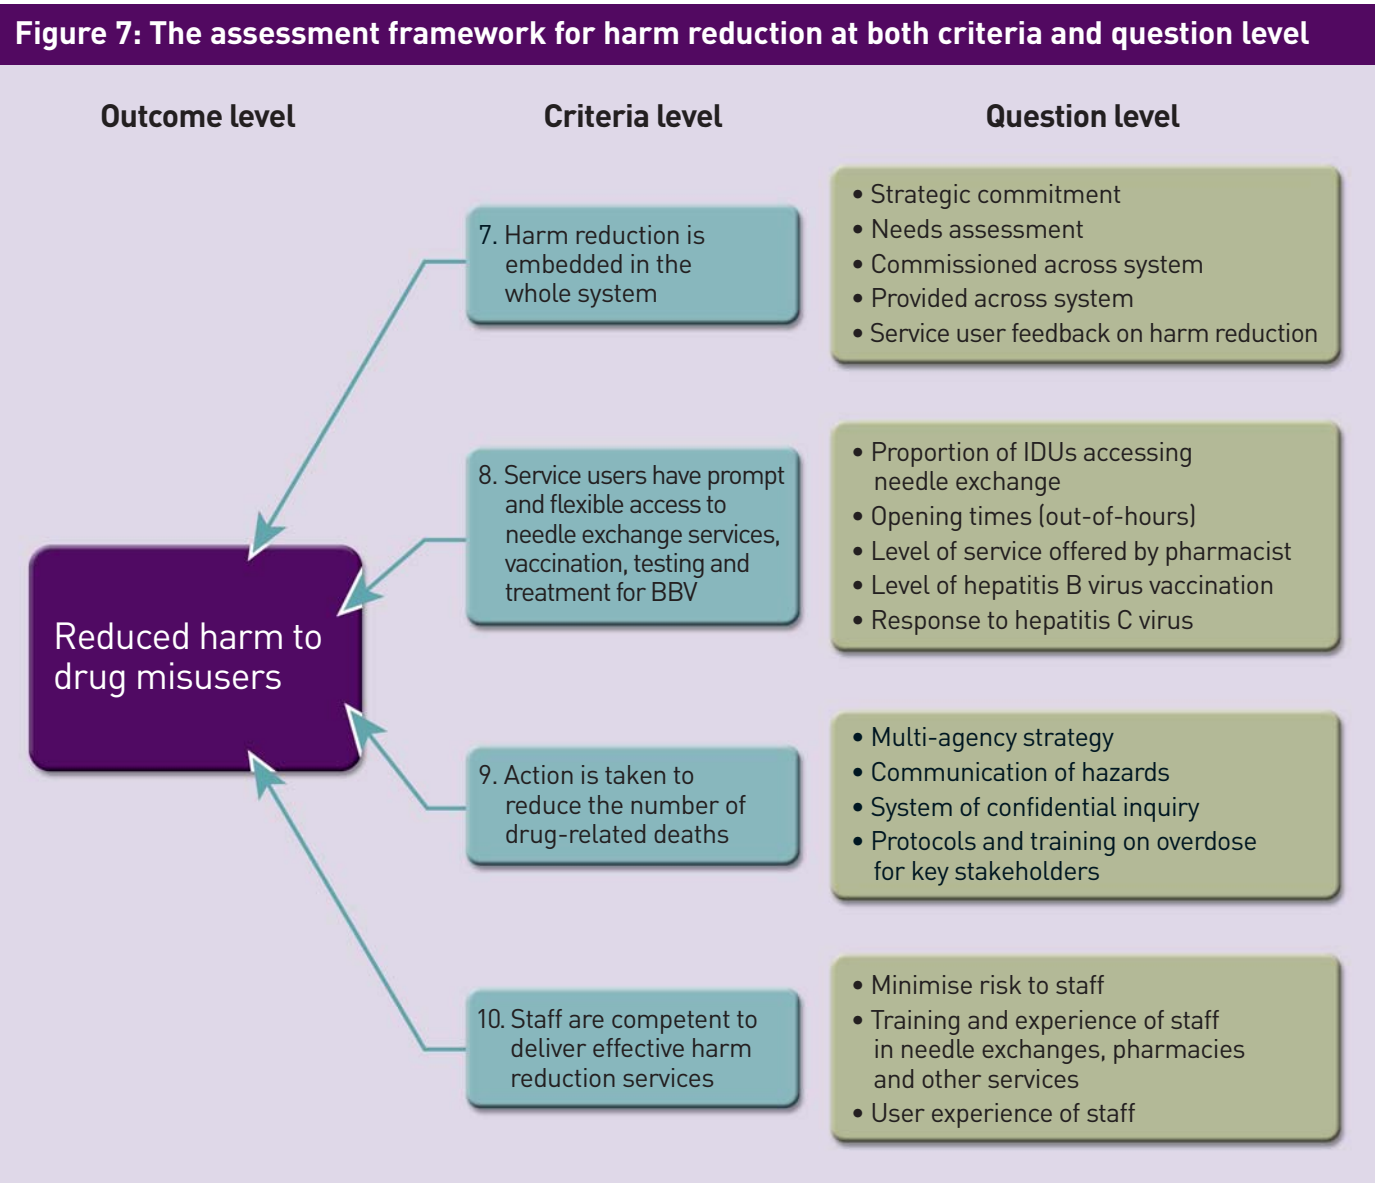 Figure 7: The assessment framework for harm reduction at both criteria and question level
Outcome level
Criteria level
Question level
Reduced harm to
drug misusers
7. Harm reduction is
embedded in the
whole system
• Strategic commitment
• Needs assessment
• Commissioned across system
• Provided across system
• Service user feedback on harm reduction
8. Service users have prompt
and flexible access to
needle exchange services,
vaccination, testing and
treatment for BBV
• Proportion of IDUs accessing
needle exchange
• Opening times (out-of-hours)
• Level of service offered by pharmacist
• Level of hepatitis B virus vaccination
• Response to hepatitis C virus
9. Action is taken to
reduce the number of
drug-related deaths
• Multi-agency strategy
• Communication of hazards
• System of confidential inquiry
• Protocols and training on overdose
for key stakeholders
10. Staff are competent to
deliver effective harm
reduction services
• Minimise risk to staff
• Training and experience of staff
in needle exchanges, pharmacies
and other services
• User experience of staff